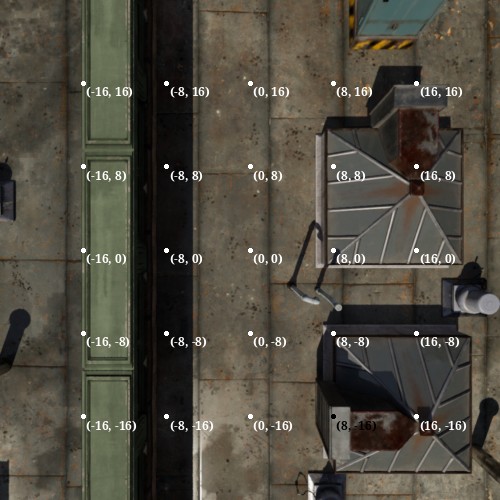 (-16, 16) (-8, 16) (0, 16) (8, 16) (16, 16)
(-16, 8) (-8, 8) (0, 8) (8, 8) (16, 8)
(-16, 0) (-8, 0) (0, 0) (8, 0) (16, 0)
(-16, -8) (-8, -8) (0, -8) (8, -8) (16, -8)
(-16, -16) (-8, -16) (0, -16) (8, -16) (16, -16)